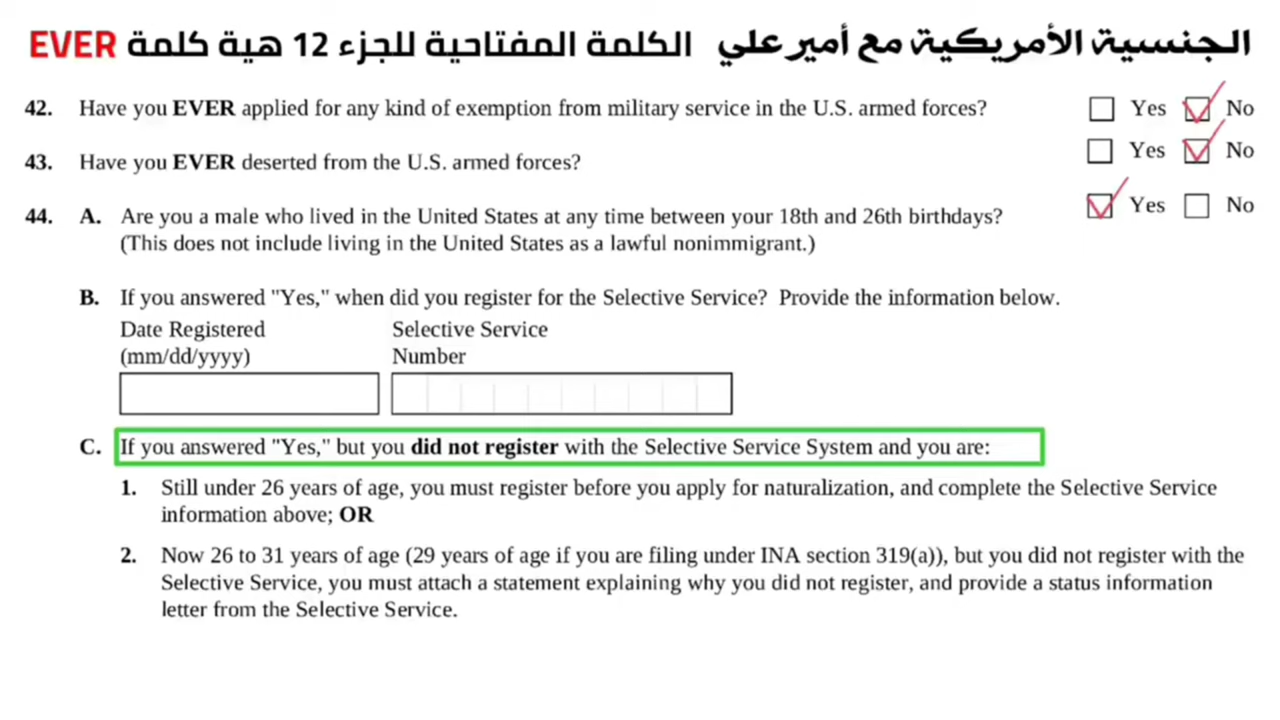 الجنسية الأمريكية مع أمير علي الكلمة المفتاحية للجزء 12 هية كلمة EVER
42. Have you EVER applied for any kind of exemption from military service in the U.S. armed forces? Yes No
43. Have you EVER deserted from the U.S. armed forces? Yes No
44. A. Are you a male who lived in the United States at any time between your 18th and 26th birthdays? Yes No
(This does not include living in the United States as a lawful nonimmigrant.)
B. If you answered "Yes," when did you register for the Selective Service? Provide the information below.
Date Registered Selective Service
(mm/dd/yyyy) Number
C. If you answered "Yes," but you did not register with the Selective Service System and you are:
1. Still under 26 years of age, you must register before you apply for naturalization, and complete the Selective Service
information above; OR
2. Now 26 to 31 years of age (29 years of age if you are filing under INA section 319(a)), but you did not register with the
Selective Service, you must attach a statement explaining why you did not register, and provide a status information
letter from the Selective Service.